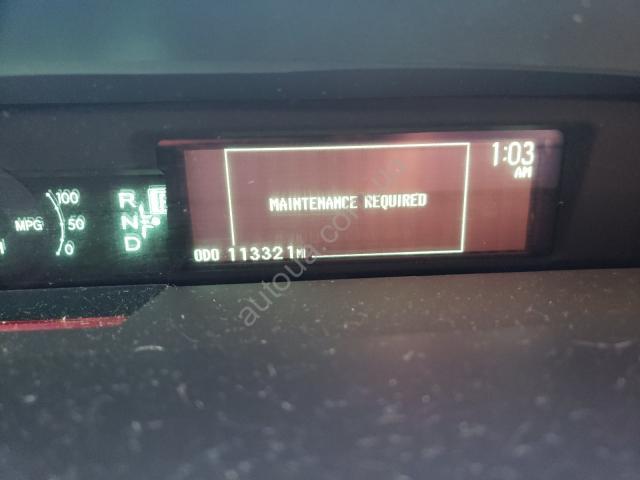 1:03
AM
MAINTENANCE REQUIRED
ODO 113321MI
100
MPG 50
0
R
N
D
autoua.com.ua